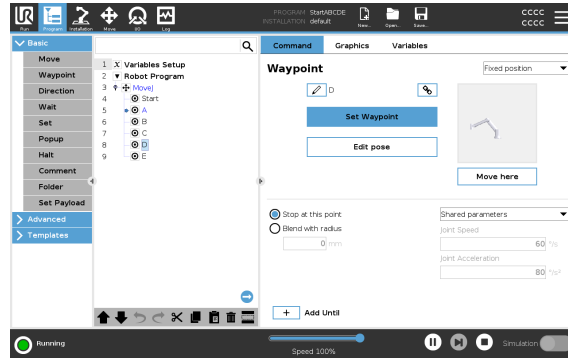 UR
PROGRAM StartABCDE
INSTALLATION default
Run Program Installation Move I/O Log New... Open... Save...
CCCC
CCCC
Basic
Move
Waypoint
Direction
Wait
Set
Popup
Halt
Comment
Folder
Set Payload
Advanced
Templates
1 X Variables Setup
2 Robot Program
3 MoveJ
4 Start
5 A
6 B
7 C
8 D
9 E
Command Graphics Variables
Waypoint
Fixed position
D
Set Waypoint
Edit pose
Move here
Stop at this point
Blend with radius
0 mm
Shared parameters
Joint Speed
60 °/s
Joint Acceleration
80 °/s²
+ Add Until
Running
Speed 100%
Simulation